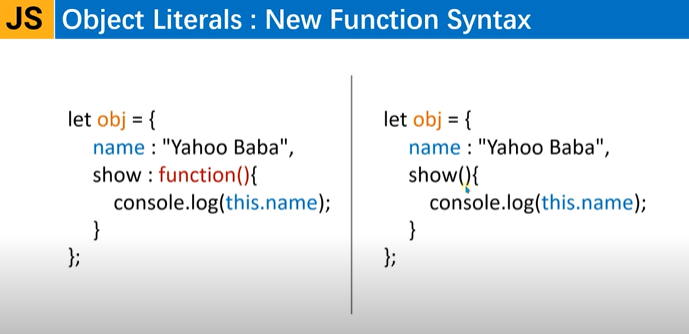 JS Object Literals : New Function Syntax
let obj = {
name : "Yahoo Baba",
show : function(){
console.log(this.name);
}
};
let obj = {
name : "Yahoo Baba",
show(){
console.log(this.name);
}
};